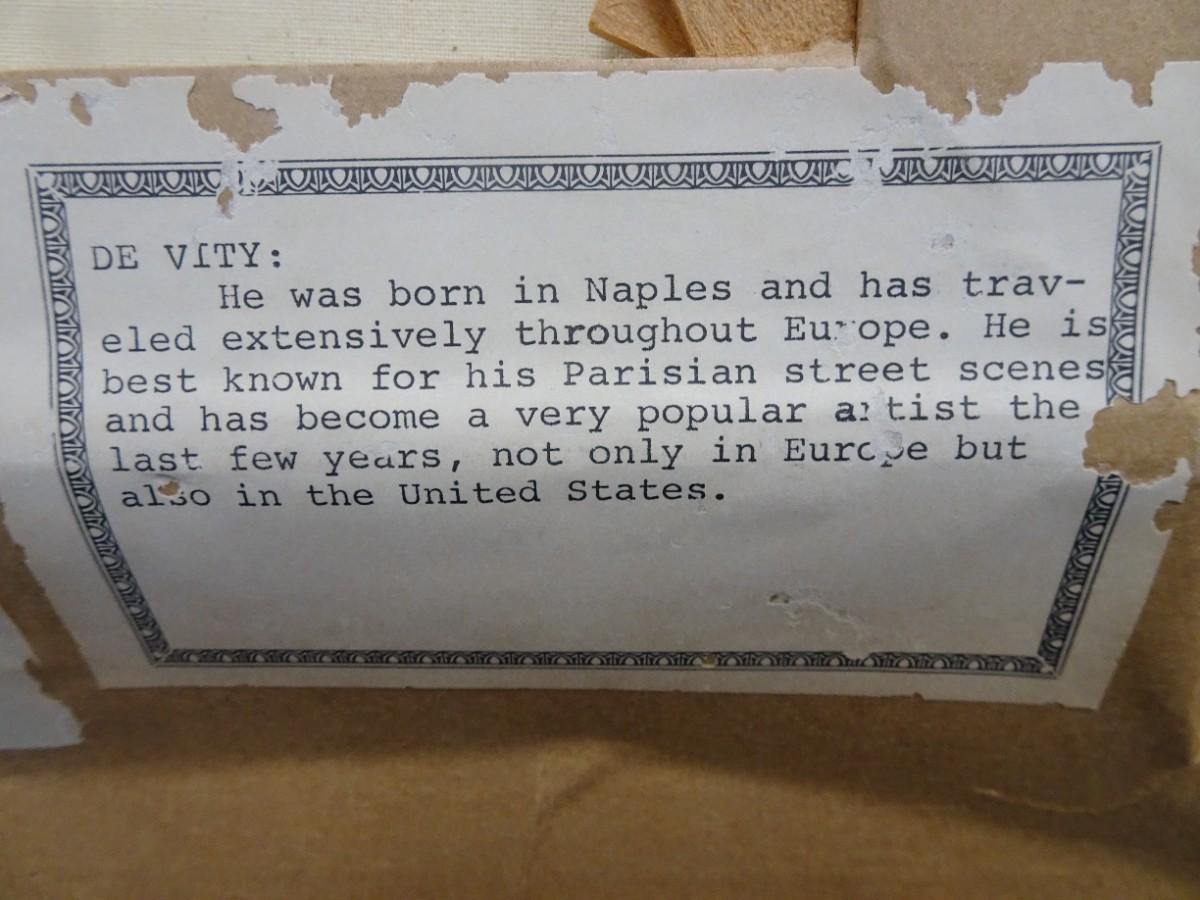 DE VITY:
He was born in Naples and has trav-
eled extensively throughout Europe. He is
best known for his Parisian street scenes
and has become a very popular artist the
last few years, not only in Europe but
also in the United States.